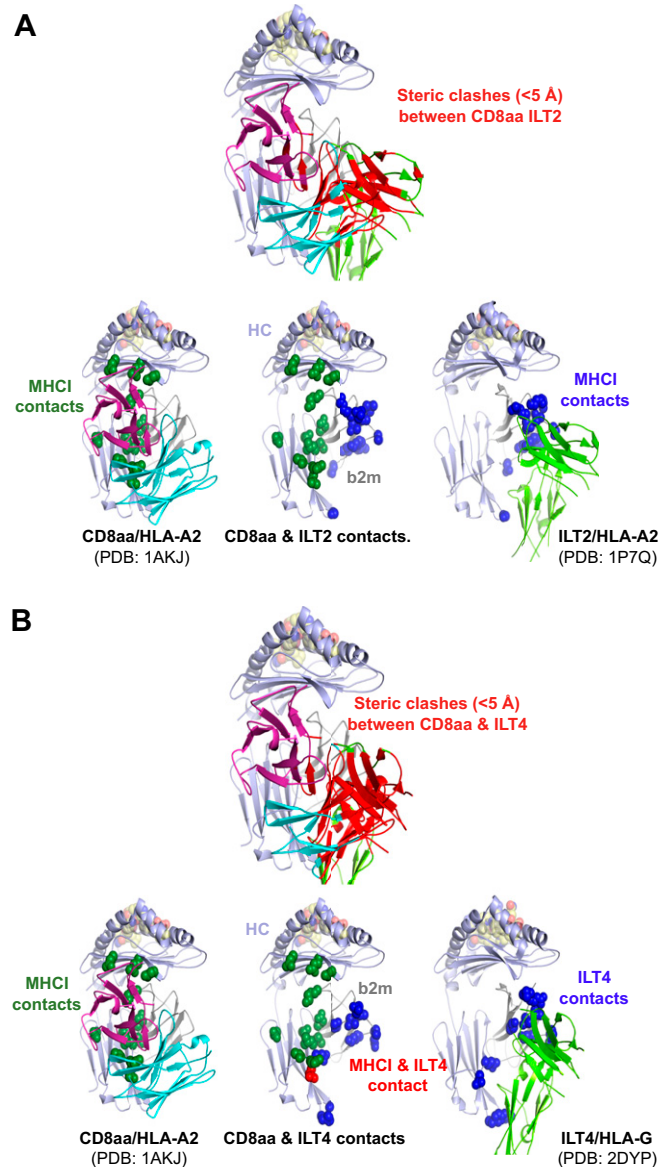 A
Steric clashes (<5 Å)
between CD8aa ILT2
HC
MHCI
contacts
MHCI
contacts
b2m
CD8aa/HLA-A2
(PDB: 1AKJ)
CD8aa & ILT2 contacts.
ILT2/HLA-A2
(PDB: 1P7Q)
B
Steric clashes (<5 Å)
between CD8aa & ILT4
HC
MHCI
contacts
b2m
ILT4
contacts
MHCI & ILT4
contact
CD8aa/HLA-A2
(PDB: 1AKJ)
CD8aa & ILT4 contacts
ILT4/HLA-G
(PDB: 2DYP)